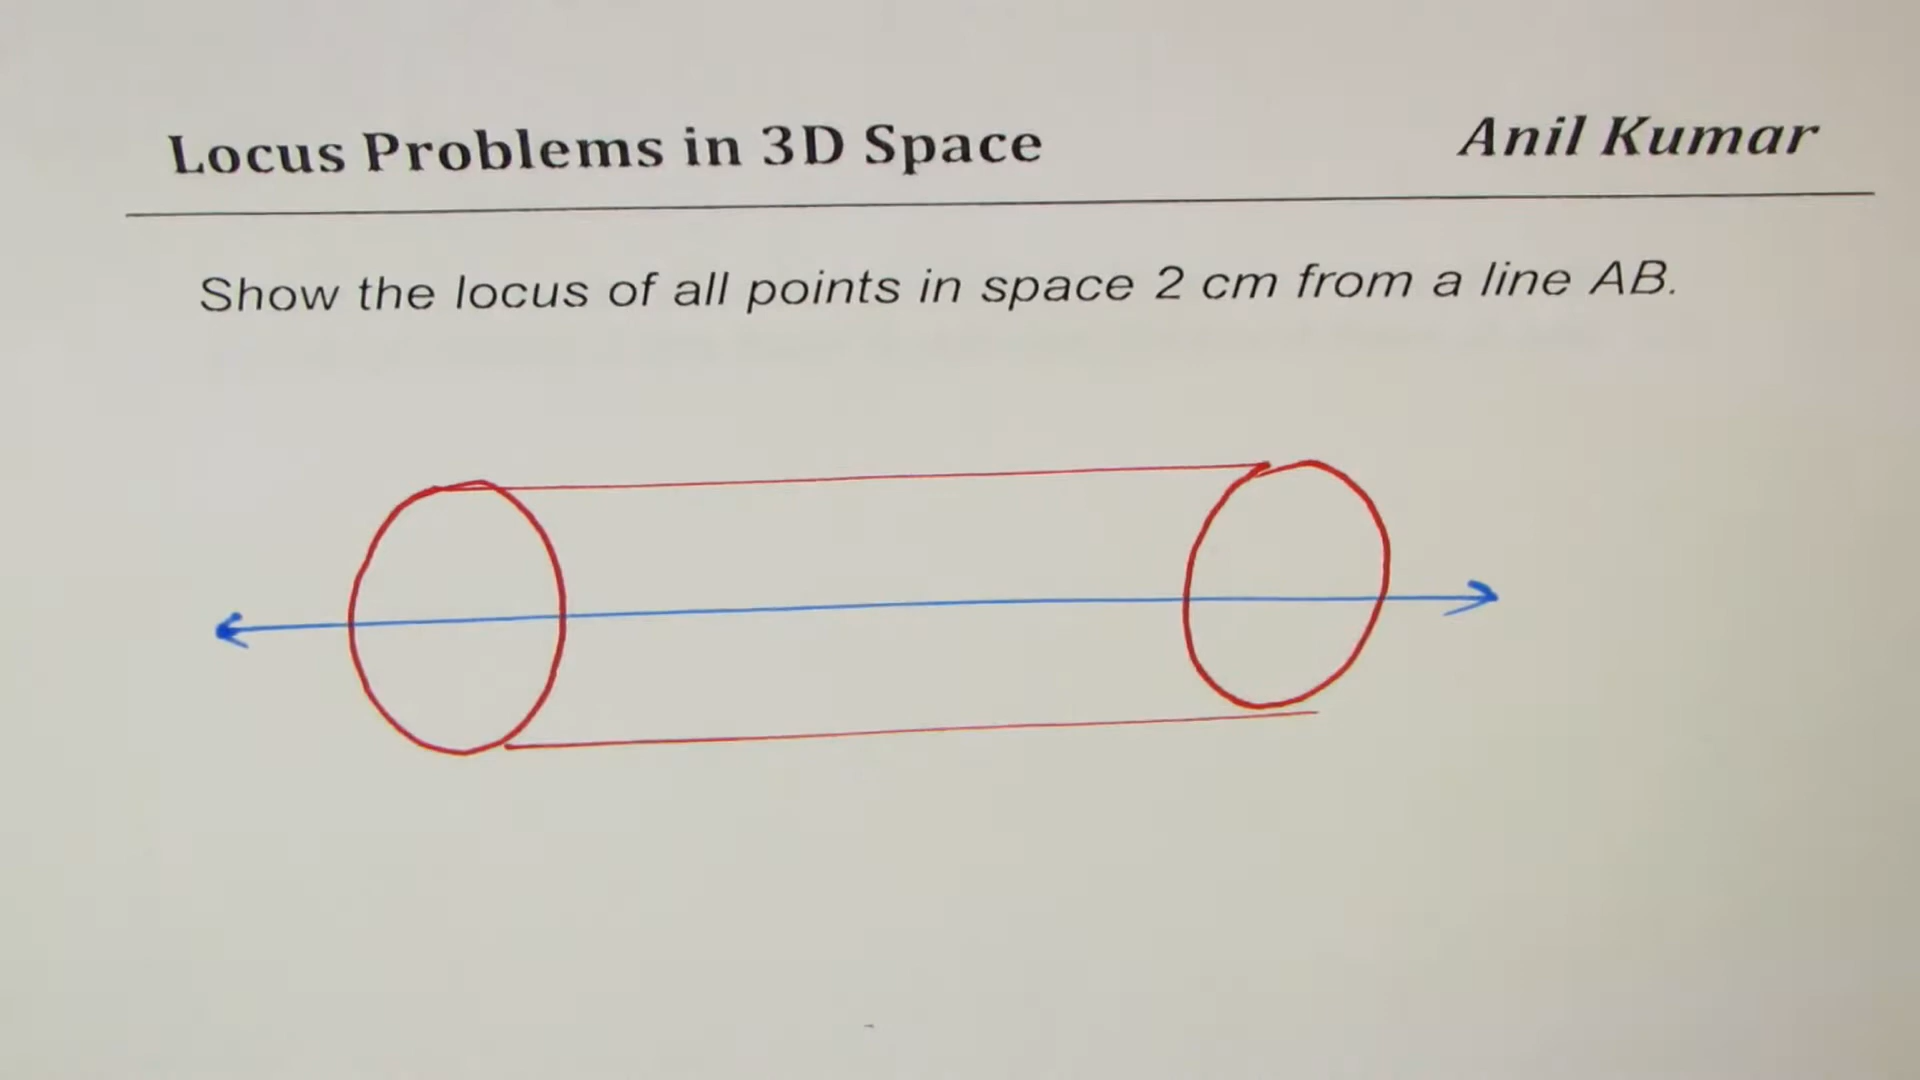 Locus Problems in 3D Space Anil Kumar
Show the locus of all points in space 2 cm from a line AB.